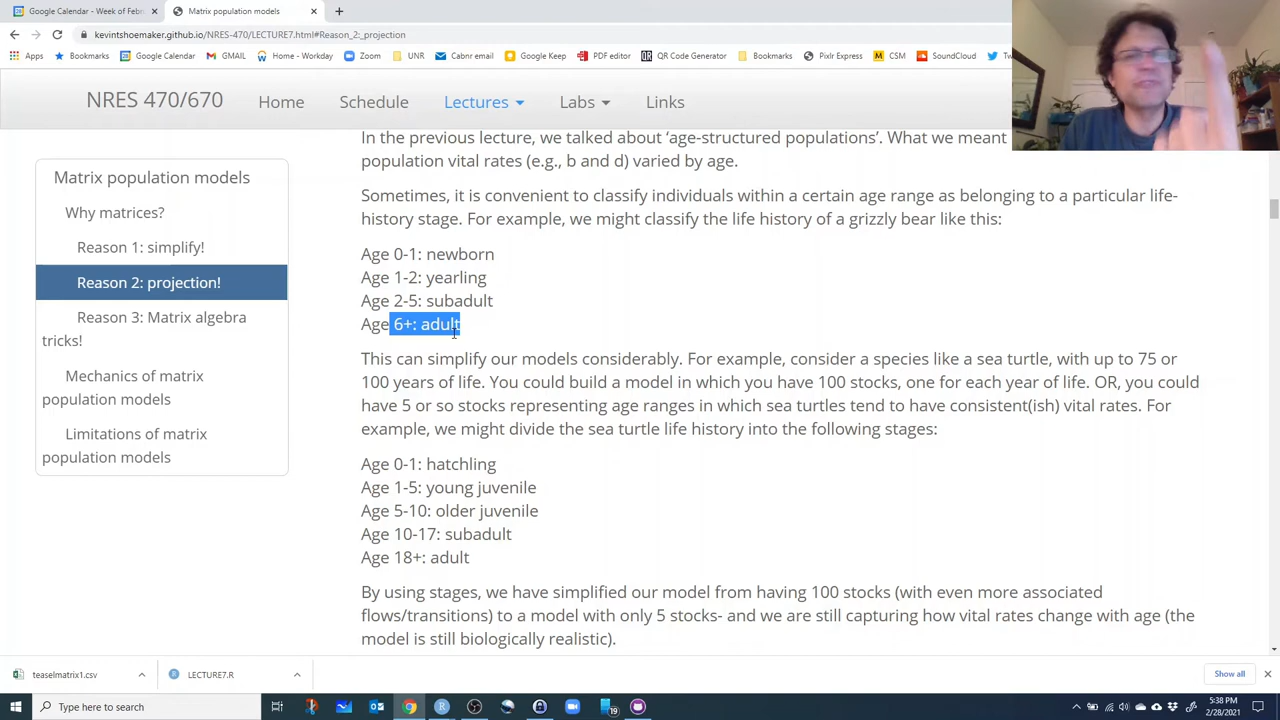 Google Calendar - Week of Febr
Matrix population models
kevintshoemaker.github.io/NRES-470/LECTURE7.html#Reason_2:_projection
Apps
Bookmarks
Google Calendar
GMAIL
Home - Workday
Zoom
UNR
Cabnr email
Google Keep
PDF editor
QR Code Generator
Bookmarks
Pixlr Express
CSM
SoundCloud
Tw
NRES 470/670
Home
Schedule
Lectures
Labs
Links
Matrix population models
Why matrices?
Reason 1: simplify!
Reason 2: projection!
Reason 3: Matrix algebra
tricks!
Mechanics of matrix
population models
Limitations of matrix
population models
In the previous lecture, we talked about ‘age-structured populations’. What we meant
population vital rates (e.g., b and d) varied by age.
Sometimes, it is convenient to classify individuals within a certain age range as belonging to a particular life-
history stage. For example, we might classify the life history of a grizzly bear like this:
Age 0-1: newborn
Age 1-2: yearling
Age 2-5: subadult
Age 6+: adult
This can simplify our models considerably. For example, consider a species like a sea turtle, with up to 75 or
100 years of life. You could build a model in which you have 100 stocks, one for each year of life. OR, you could
have 5 or so stocks representing age ranges in which sea turtles tend to have consistent(ish) vital rates. For
example, we might divide the sea turtle life history into the following stages:
Age 0-1: hatchling
Age 1-5: young juvenile
Age 5-10: older juvenile
Age 10-17: subadult
Age 18+: adult
By using stages, we have simplified our model from having 100 stocks (with even more associated
flows/transitions) to a model with only 5 stocks- and we are still capturing how vital rates change with age (the
model is still biologically realistic).
teaselmatrix1.csv
LECTURE7.R
Show all
Type here to search
19
5:38 PM
2/28/2021